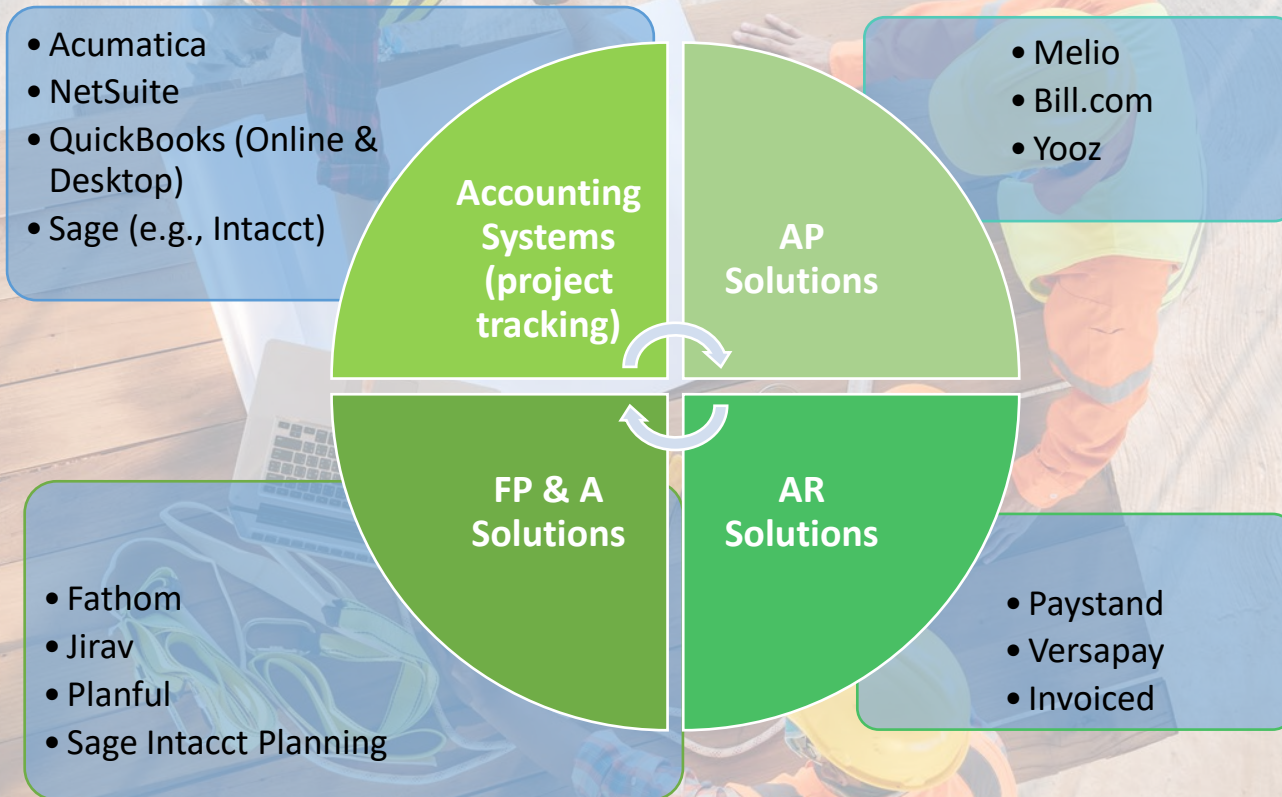 • Acumatica
• NetSuite
• QuickBooks (Online &
Desktop)
• Sage (e.g., Intacct)
Accounting
Systems
(project
tracking)
AP
Solutions
• Melio
• Bill.com
• Yooz
FP & A
Solutions
AR
Solutions
• Fathom
• Jirav
• Planful
• Sage Intacct Planning
• Paystand
• Versapay
• Invoiced